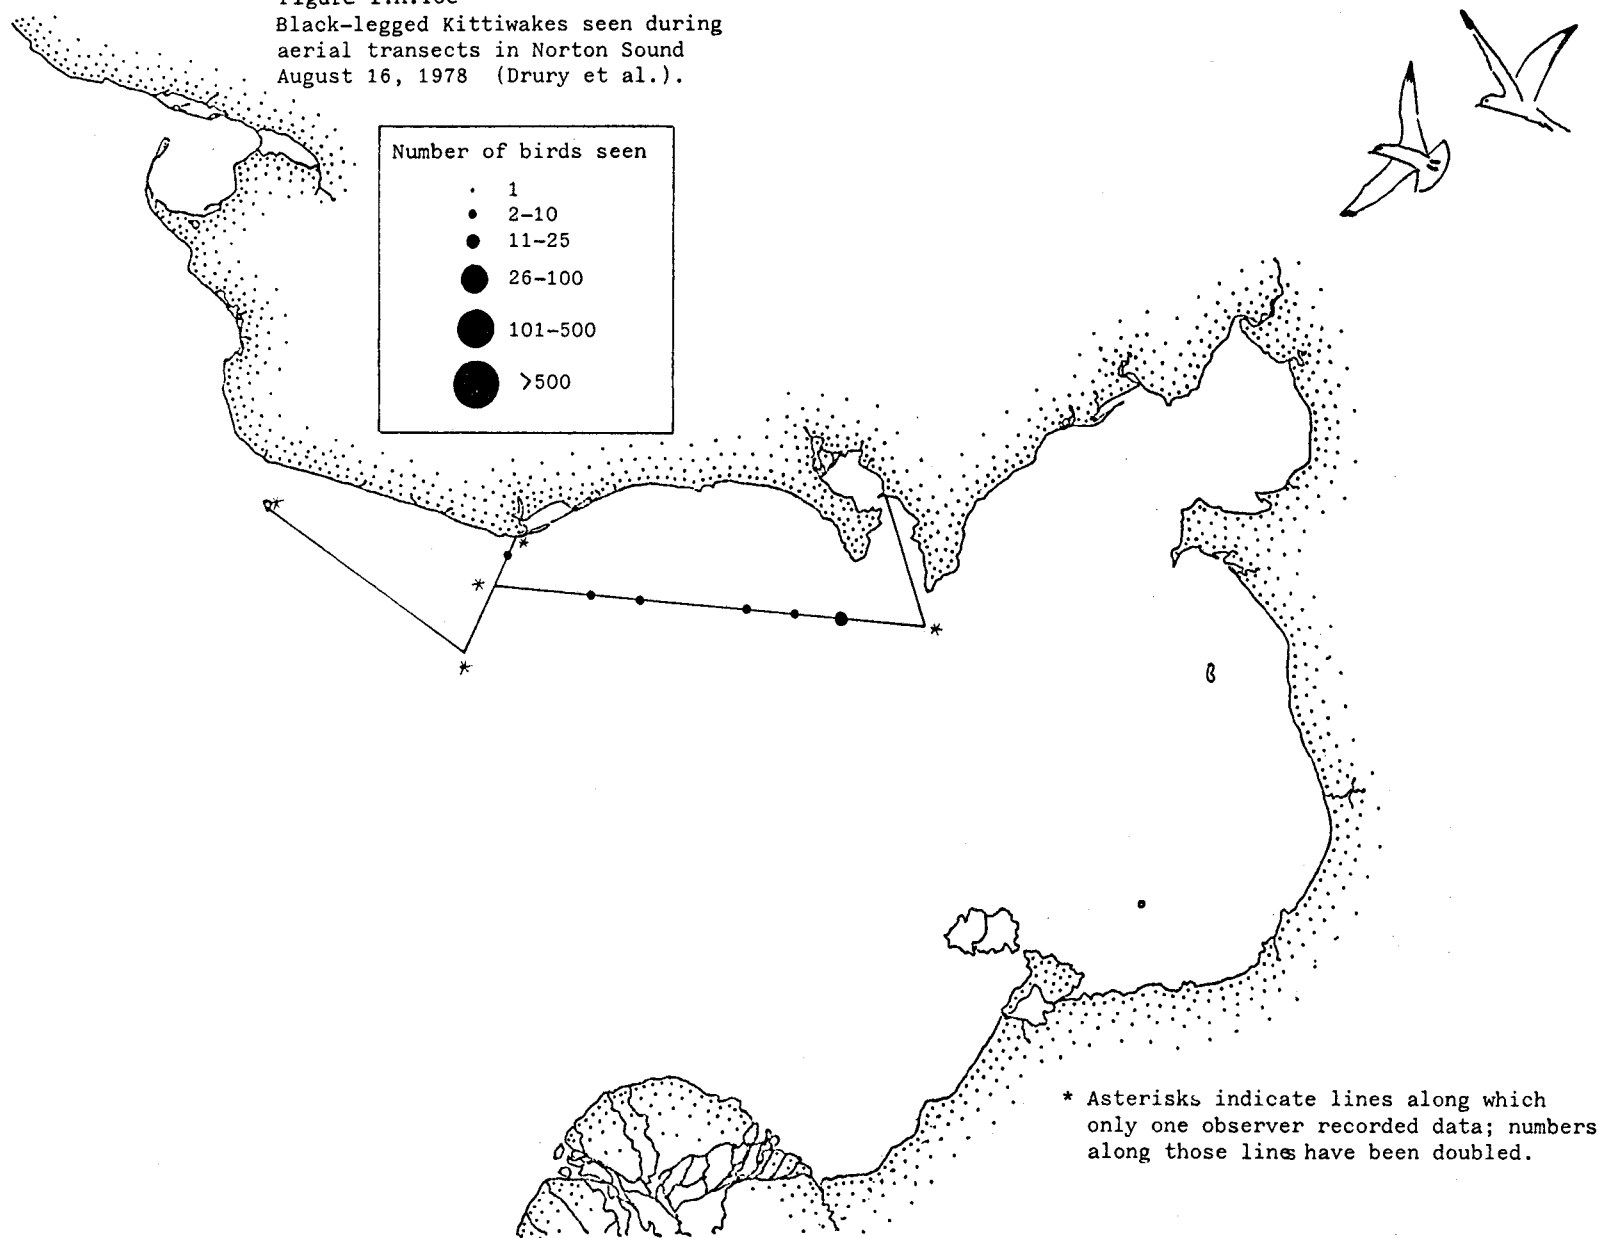 Black-legged Kittiwakes seen during
aerial transects in Norton Sound
August 16, 1978 (Drury et al.).
Number of birds seen
1
2-10
11-25
26-100
101-500
>500
* Asterisks indicate lines along which
only one observer recorded data; numbers
along those lines have been doubled.